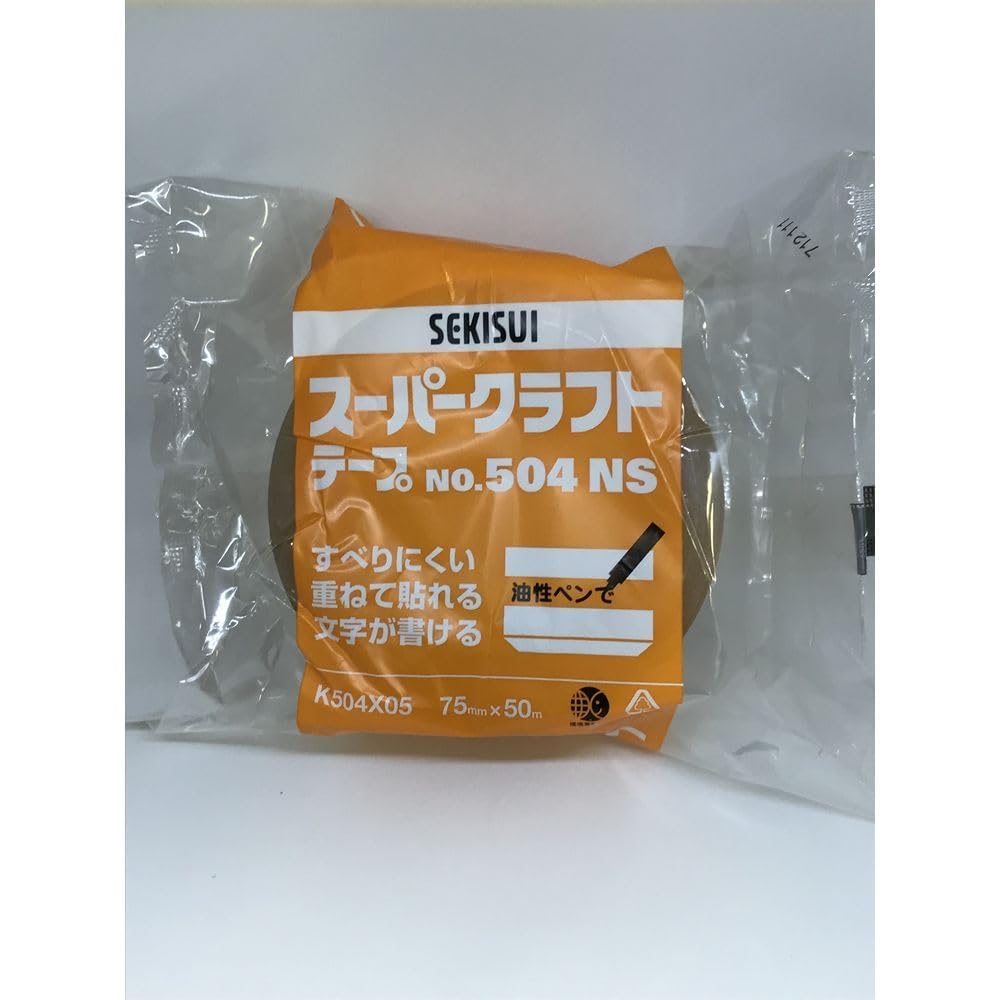 SEKISUI
スーパークラフト
テープ No.504 NS
すべりにくい
重ねて貼れる
文字が書ける
油性ペンで
K504X05 75mm×50m
712111